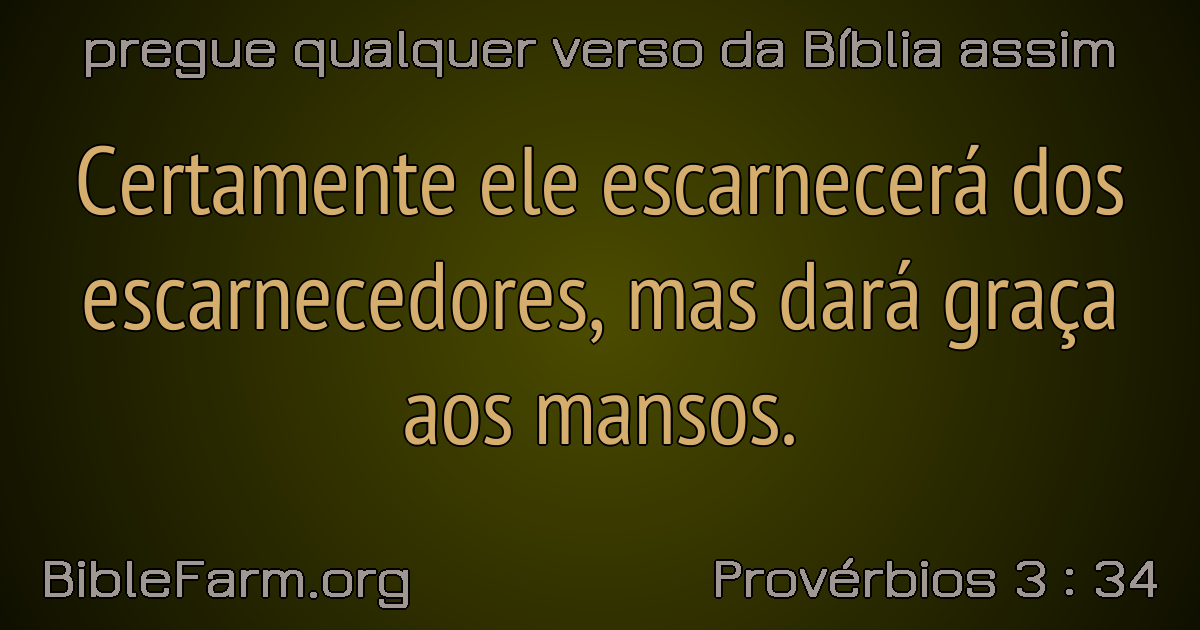 pregue qualquer verso da Bíblia assim
Certamente ele escarnecerá dos
escarnecedores, mas dará graça
aos mansos.
BibleFarm.org
Provérbios 3 : 34